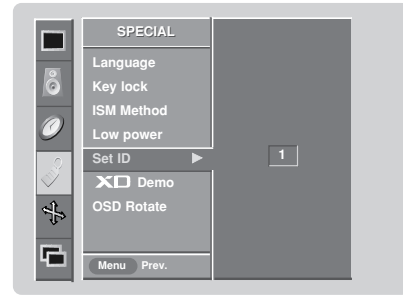 SPECIAL
Language
Key lock
ISM Method
Low power
Set ID ▶ 1
XD Demo
OSD Rotate
Menu Prev.